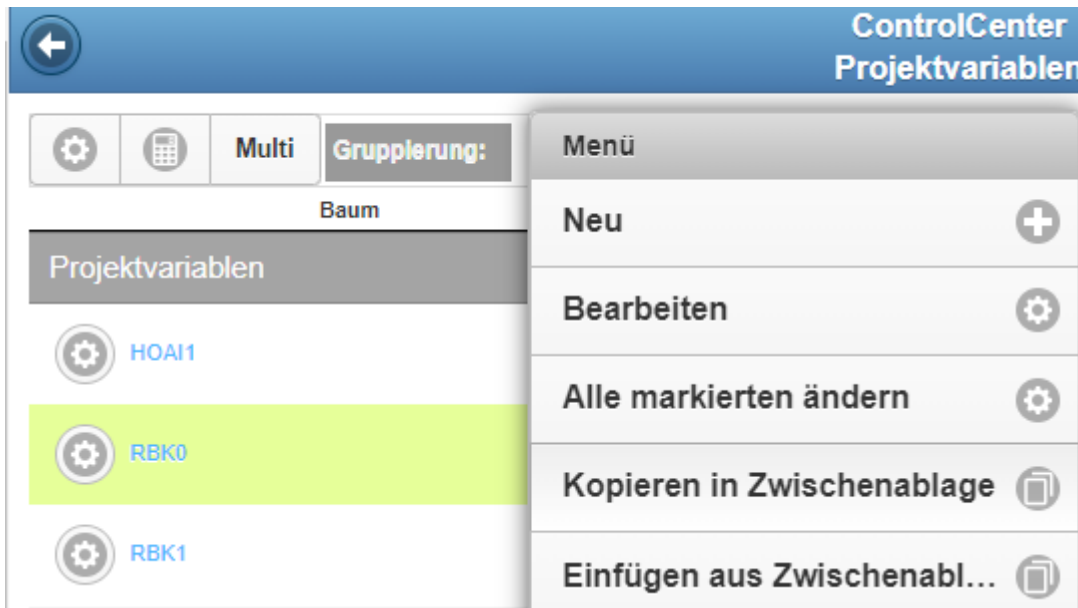 ControlCenter
Projektvariablen
Multi
Gruppierung:
Baum
Projektvariablen
HOAI1
RBK0
RBK1
Menü
Neu
Bearbeiten
Alle markierten ändern
Kopieren in Zwischenablage
Einfügen aus Zwischenabl...